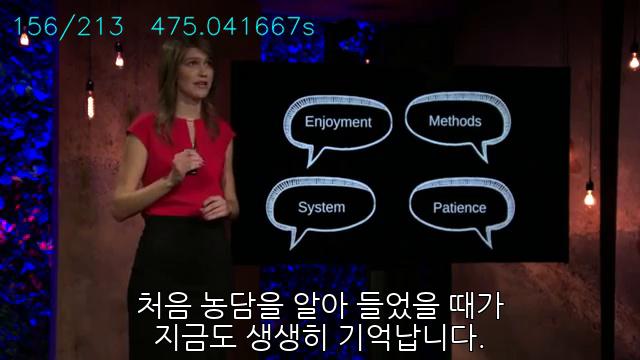 156/213 475.041667s
Enjoyment
Methods
System
Patience
처음 농담을 알아 들었을 때가
지금도 생생히 기억납니다.